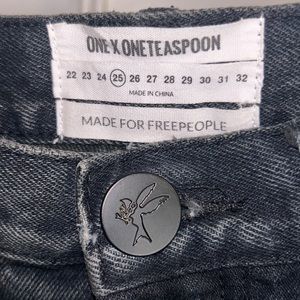 ONE X ONETEASPOON
22 23 24 25 26 27 28 29 30 31 32
MADE IN CHINA
MADE FOR FREEPEOPLE